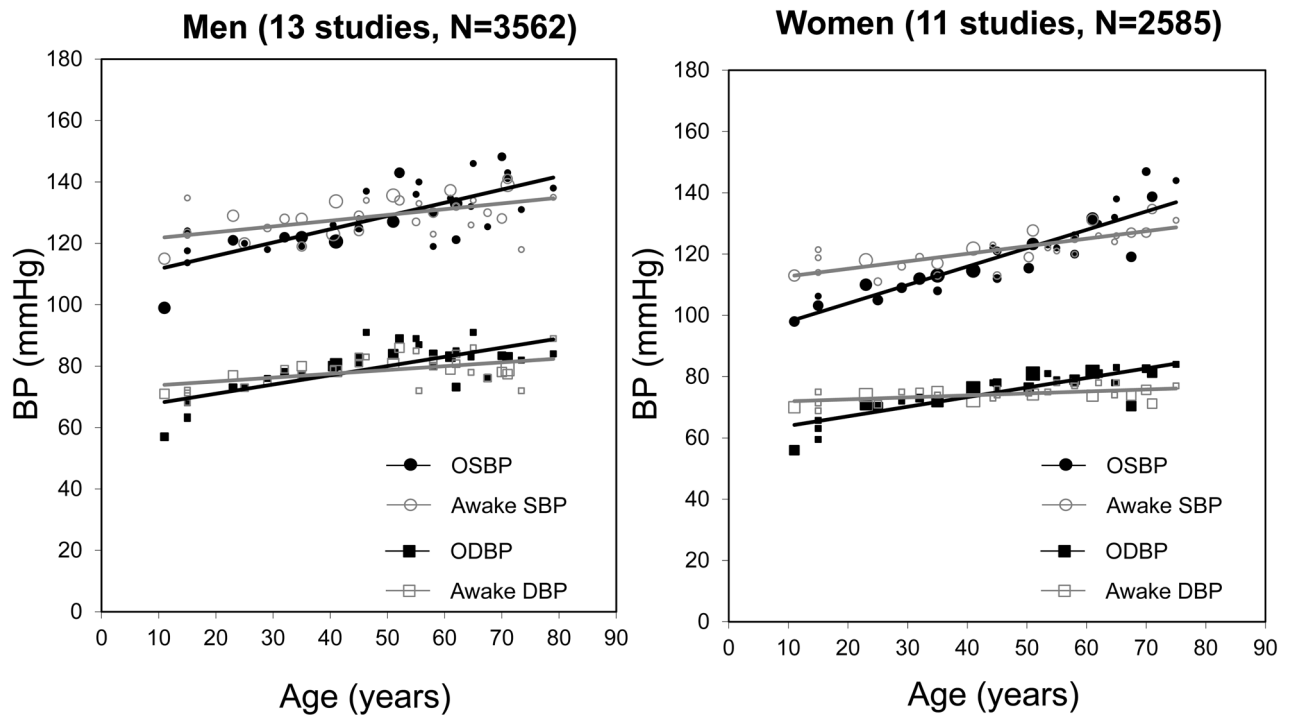 Men (13 studies, N=3562)
180
160
140
120
100
80
60
40
20
0
BP (mmHg)
OSBP
Awake SBP
ODBP
Awake DBP
0 10 20 30 40 50 60 70 80 90
Age (years)
Women (11 studies, N=2585)
180
160
140
120
100
80
60
40
20
0
BP (mmHg)
OSBP
Awake SBP
ODBP
Awake DBP
0 10 20 30 40 50 60 70 80 90
Age (years)